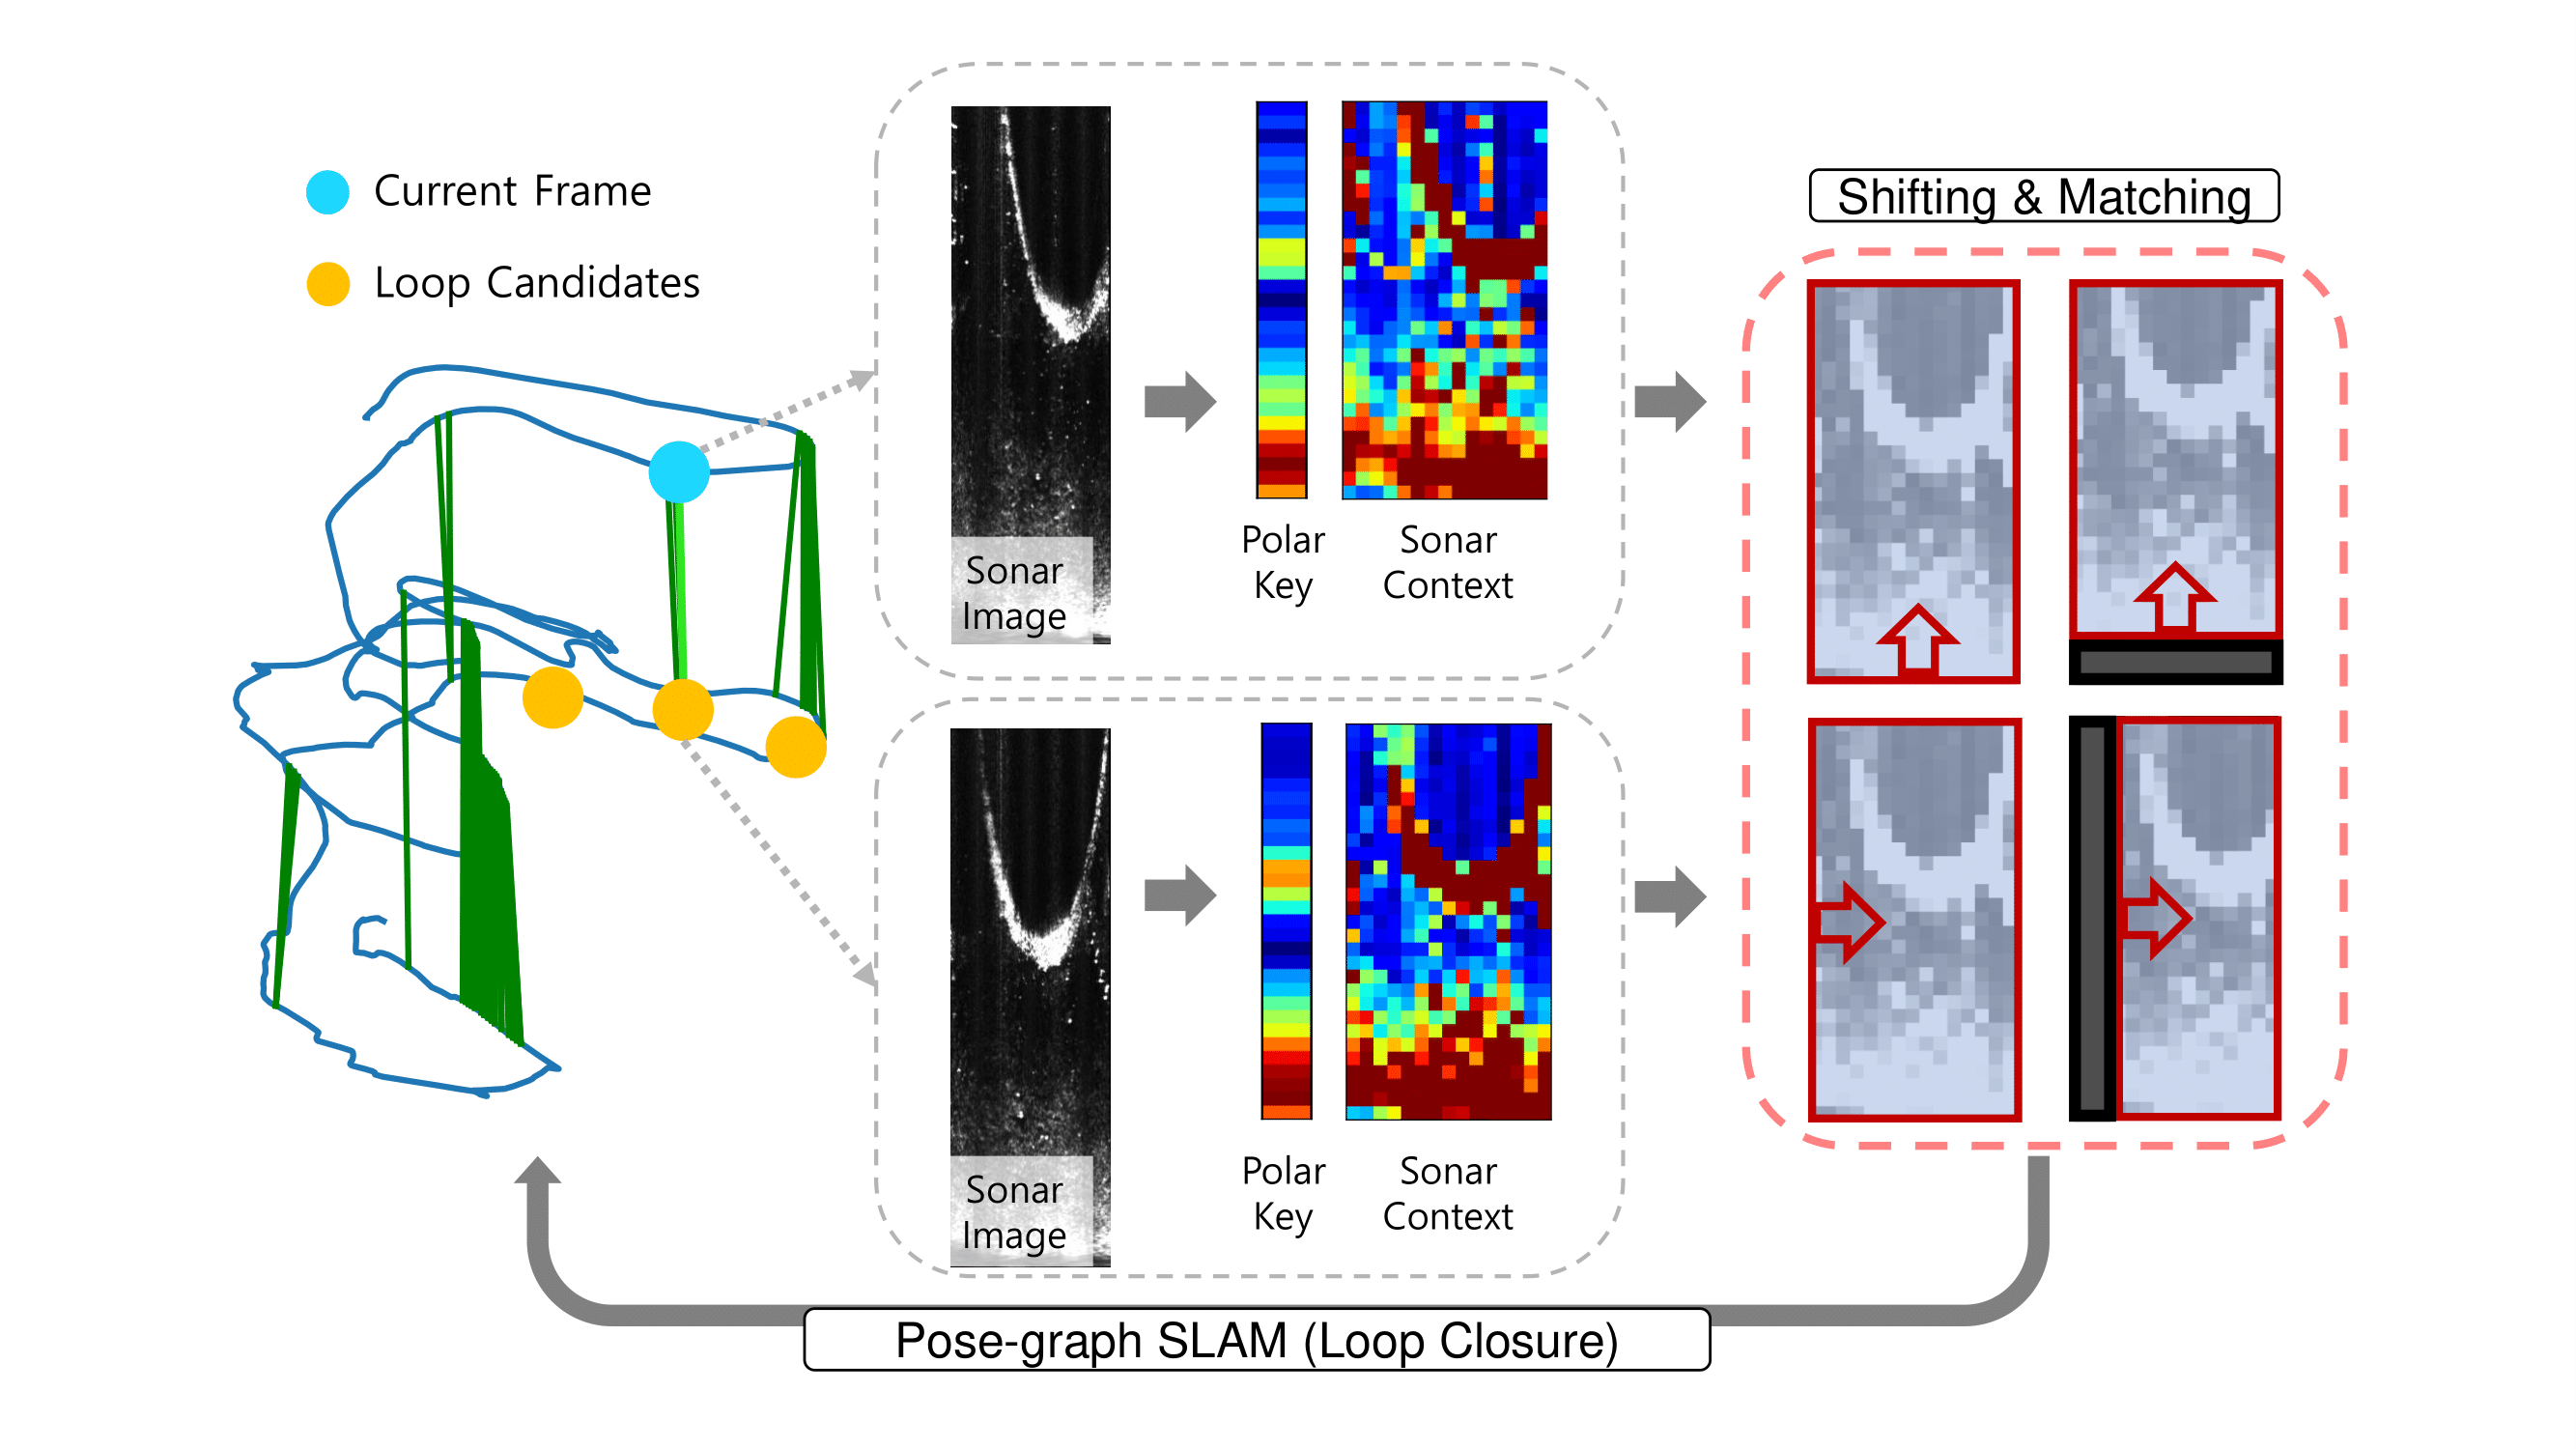 Current Frame
Loop Candidates
Sonar
Image
Polar
Key
Sonar
Context
Shifting & Matching
Sonar
Image
Polar
Key
Sonar
Context
Pose-graph SLAM (Loop Closure)